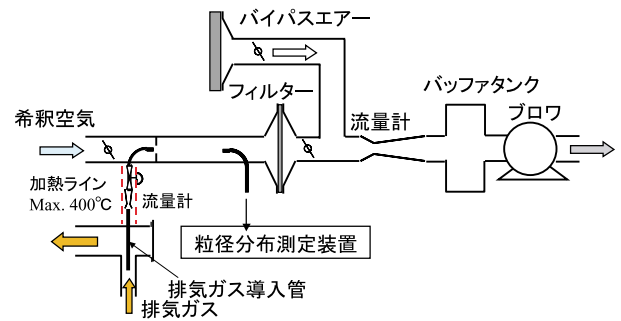 バイパスエアー
フィルター
バッファタンク
ブロワ
流量計
希釈空気
加熱ライン
Max. 400℃
流量計
粒径分布測定装置
排気ガス導入管
排気ガス